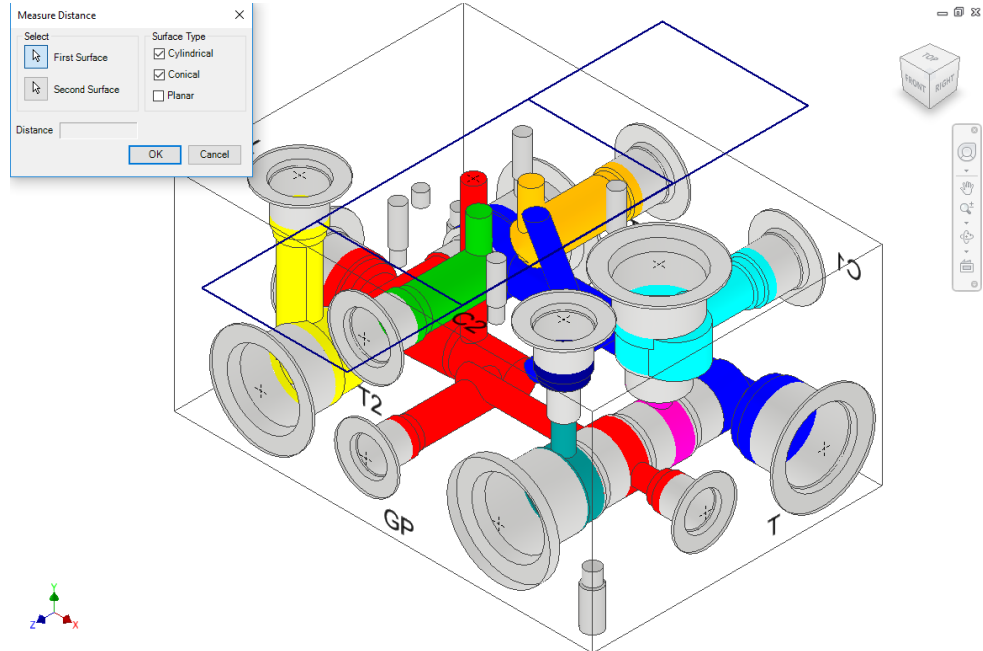 Measure Distance
Select
First Surface
Second Surface
Surface Type
Cylindrical
Conical
Planar
Distance
OK
Cancel
TOP
FRONT
RIGHT
C1
C2
T2
GP
T
Y
Z
X